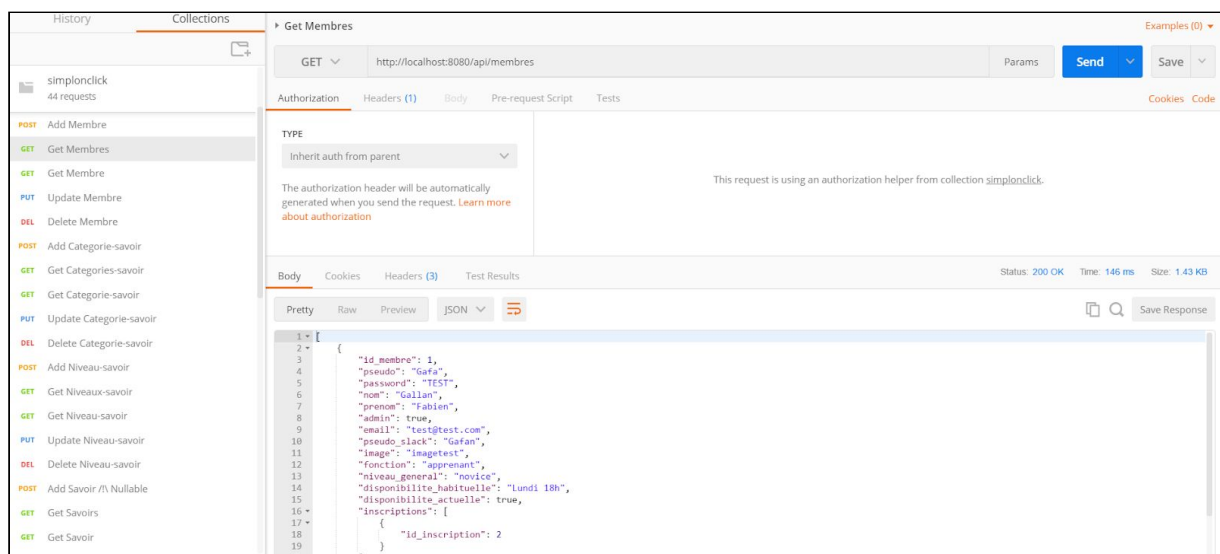 History Collections
simplonclick
44 requests
POST Add Membre
GET Get Membres
GET Get Membre
PUT Update Membre
DEL Delete Membre
POST Add Categorie-savoir
GET Get Categories-savoir
GET Get Categorie-savoir
PUT Update Categorie-savoir
DEL Delete Categorie-savoir
POST Add Niveau-savoir
GET Get Niveaux-savoir
GET Get Niveau-savoir
PUT Update Niveau-savoir
DEL Delete Niveau-savoir
POST Add Savoir /!\ Nullable
GET Get Savoirs
GET Get Savoir
Get Membres Examples (0)
GET http://localhost:8080/api/membres Params Send Save
Authorization Headers (1) Body Pre-request Script Tests Cookies Code
TYPE
Inherit auth from parent
The authorization header will be automatically
generated when you send the request. Learn more
about authorization
This request is using an authorization helper from collection simplonclick.
Body Cookies Headers (3) Test Results Status: 200 OK Time: 146 ms Size: 1.43 KB
Pretty Raw Preview JSON Save Response
1 [
2 {
3 "id_membre": 1,
4 "pseudo": "Gafa",
5 "password": "TEST",
6 "nom": "Gallan",
7 "prenom": "Fabien",
8 "admin": true,
9 "email": "test@test.com",
10 "pseudo_slack": "Gafan",
11 "image": "imagetest",
12 "fonction": "apprenant",
13 "niveau_general": "novice",
14 "disponibilite_habituelle": "Lundi 18h",
15 "disponibilite_actuelle": true,
16 "inscriptions": [
17 {
18 "id_inscription": 2
19 }